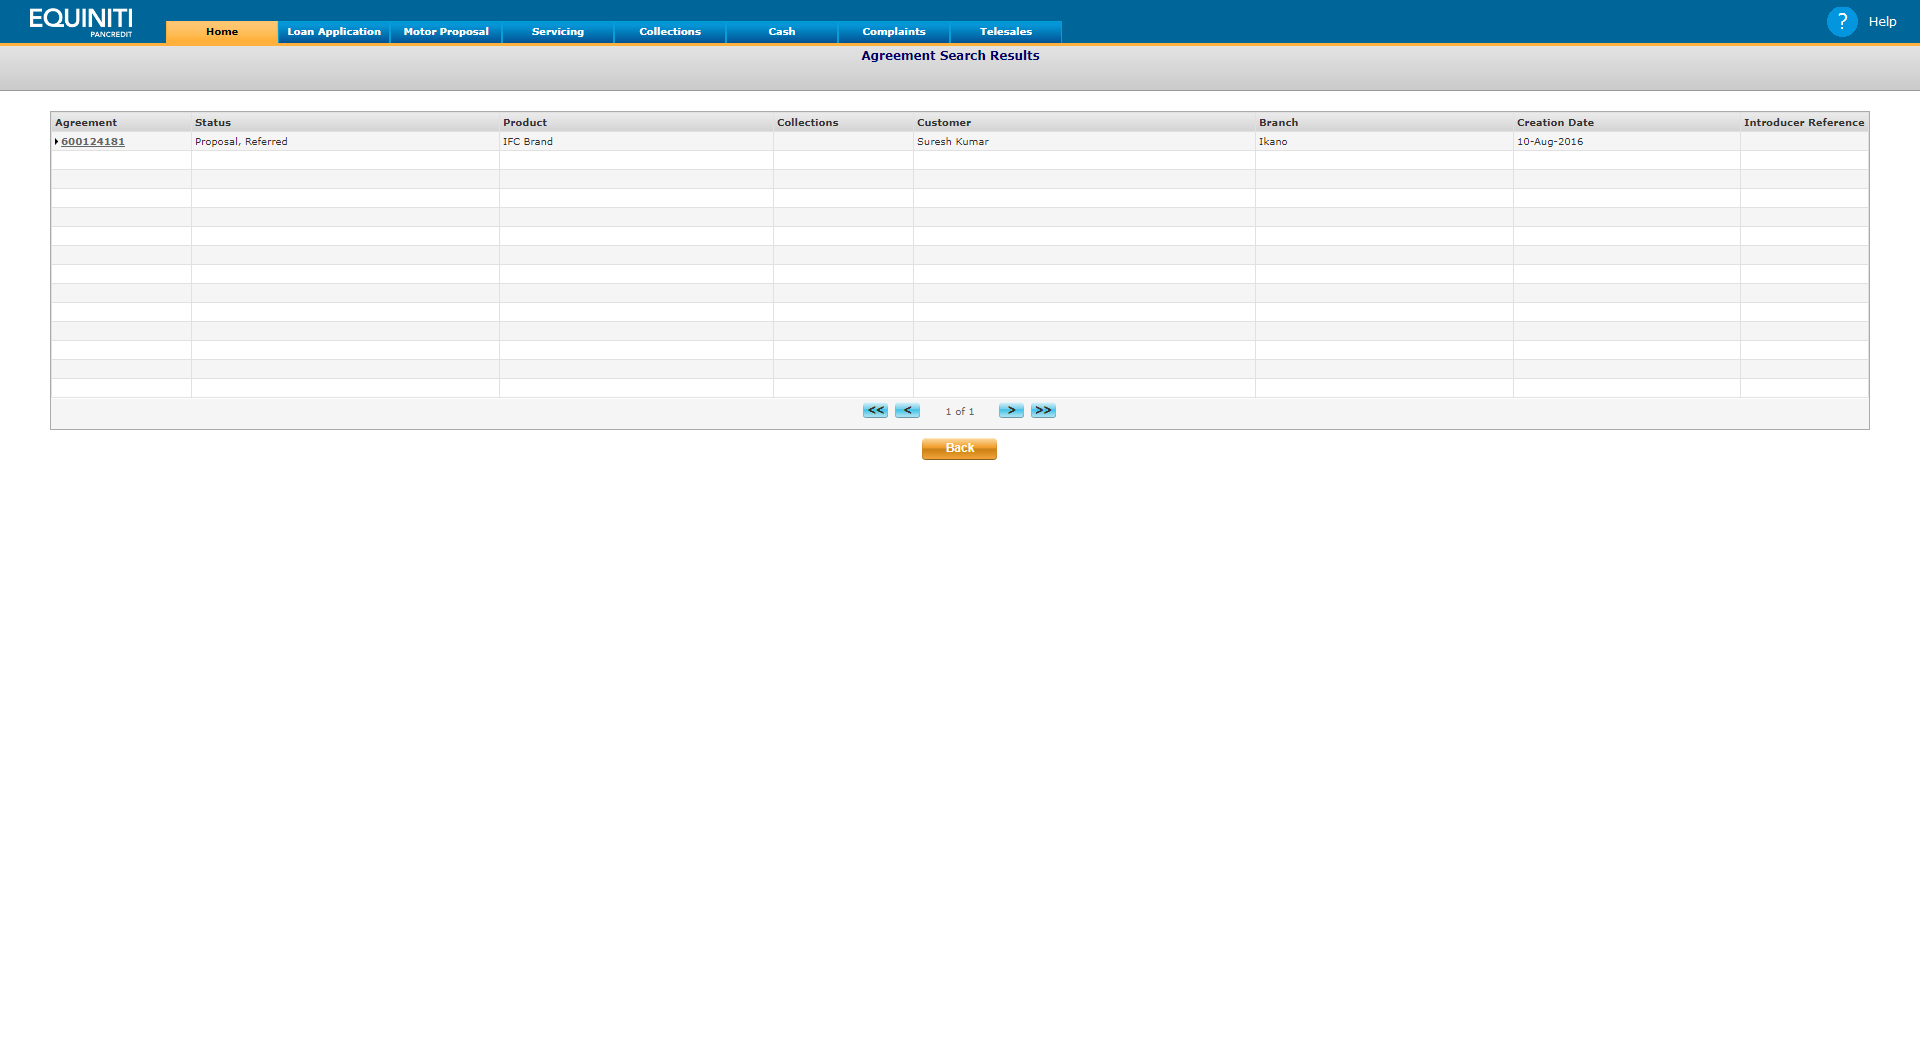 EQUINITI
PANCREDIT
Home Loan Application Motor Proposal Servicing Collections Cash Complaints Telesales
? Help
Agreement Search Results
Agreement Status Product Collections Customer Branch Creation Date Introducer Reference
600124181 Proposal, Referred IFC Brand Suresh Kumar Ikano 10-Aug-2016
<< < 1 of 1 > >>
Back